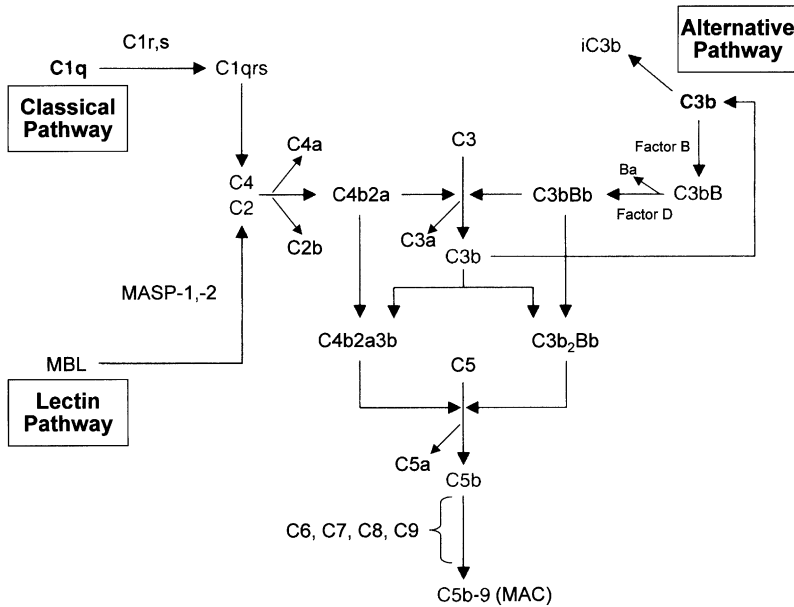 Alternative
Pathway
iC3b
C1r,s
C1q
C1qrs
C3b
Classical
Pathway
C4a
C3
Factor B
Ba
C4
C2
C4b2a
C3bBb
C3bB
Factor D
C3a
C2b
C3b
MASP-1,-2
C4b2a3b
C3b₂Bb
MBL
C5
Lectin
Pathway
C5a
C5b
C6, C7, C8, C9
C5b-9 (MAC)